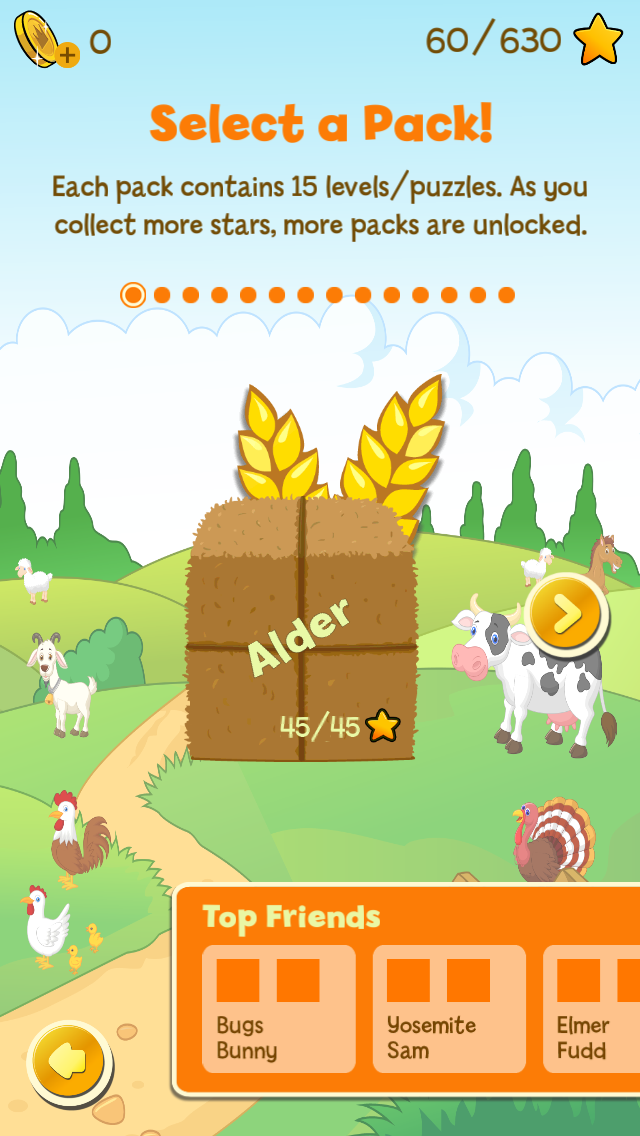 0
60/630
Select a Pack!
Each pack contains 15 levels/puzzles. As you
collect more stars, more packs are unlocked.
Alder
45/45
Top Friends
Bugs
Bunny
Yosemite
Sam
Elmer
Fudd